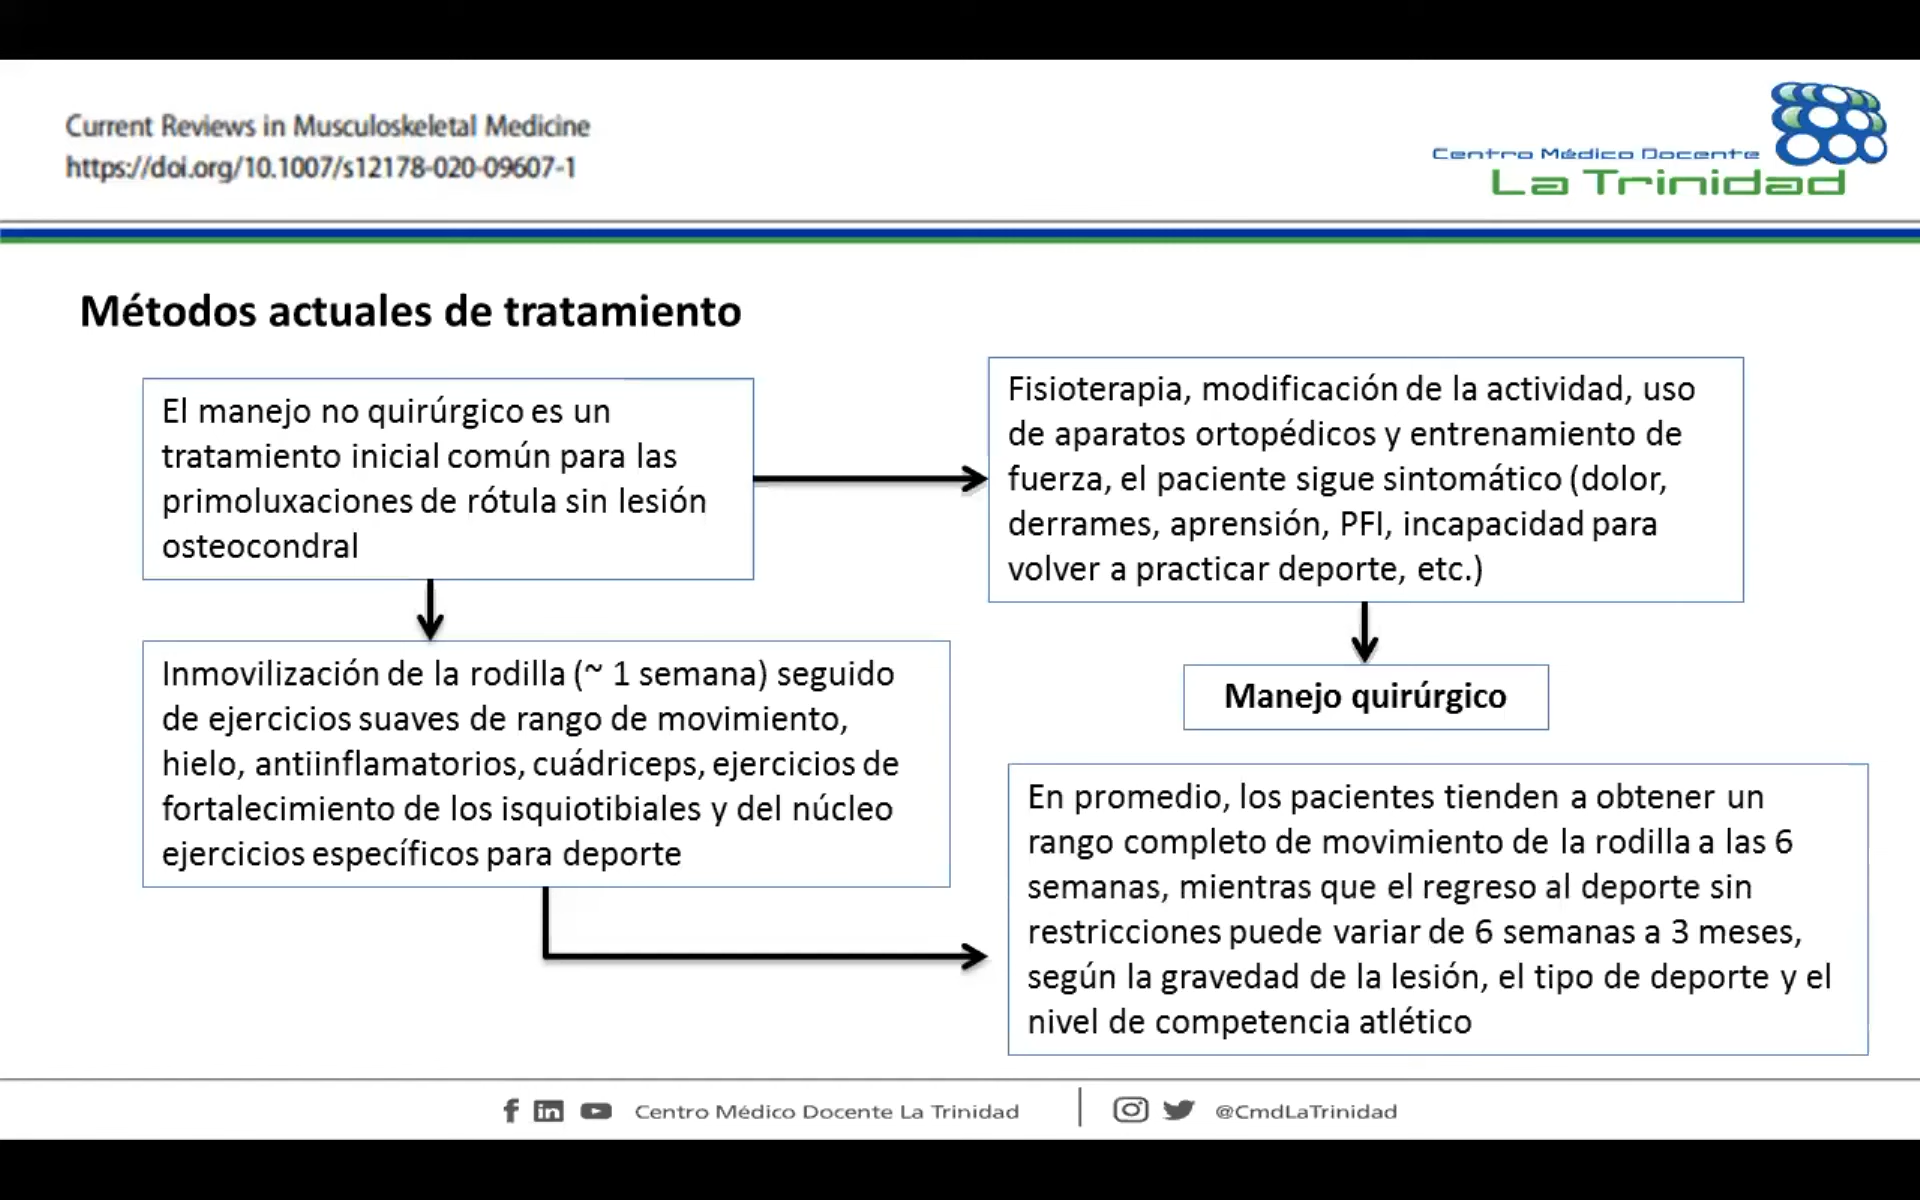 Current Reviews in Musculoskeletal Medicine
https://doi.org/10.1007/s12178-020-09607-1
Centro Médico Docente
La Trinidad
Métodos actuales de tratamiento
El manejo no quirúrgico es un
tratamiento inicial común para las
primoluxaciones de rótula sin lesión
osteocondral
Fisioterapia, modificación de la actividad, uso
de aparatos ortopédicos y entrenamiento de
fuerza, el paciente sigue sintomático (dolor,
derrames, aprensión, PFI, incapacidad para
volver a practicar deporte, etc.)
Inmovilización de la rodilla (~ 1 semana) seguido
de ejercicios suaves de rango de movimiento,
hielo, antiinflamatorios, cuádriceps, ejercicios de
fortalecimiento de los isquiotibiales y del núcleo
ejercicios específicos para deporte
Manejo quirúrgico
En promedio, los pacientes tienden a obtener un
rango completo de movimiento de la rodilla a las 6
semanas, mientras que el regreso al deporte sin
restricciones puede variar de 6 semanas a 3 meses,
según la gravedad de la lesión, el tipo de deporte y el
nivel de competencia atlético
Centro Médico Docente La Trinidad
@CmdLaTrinidad